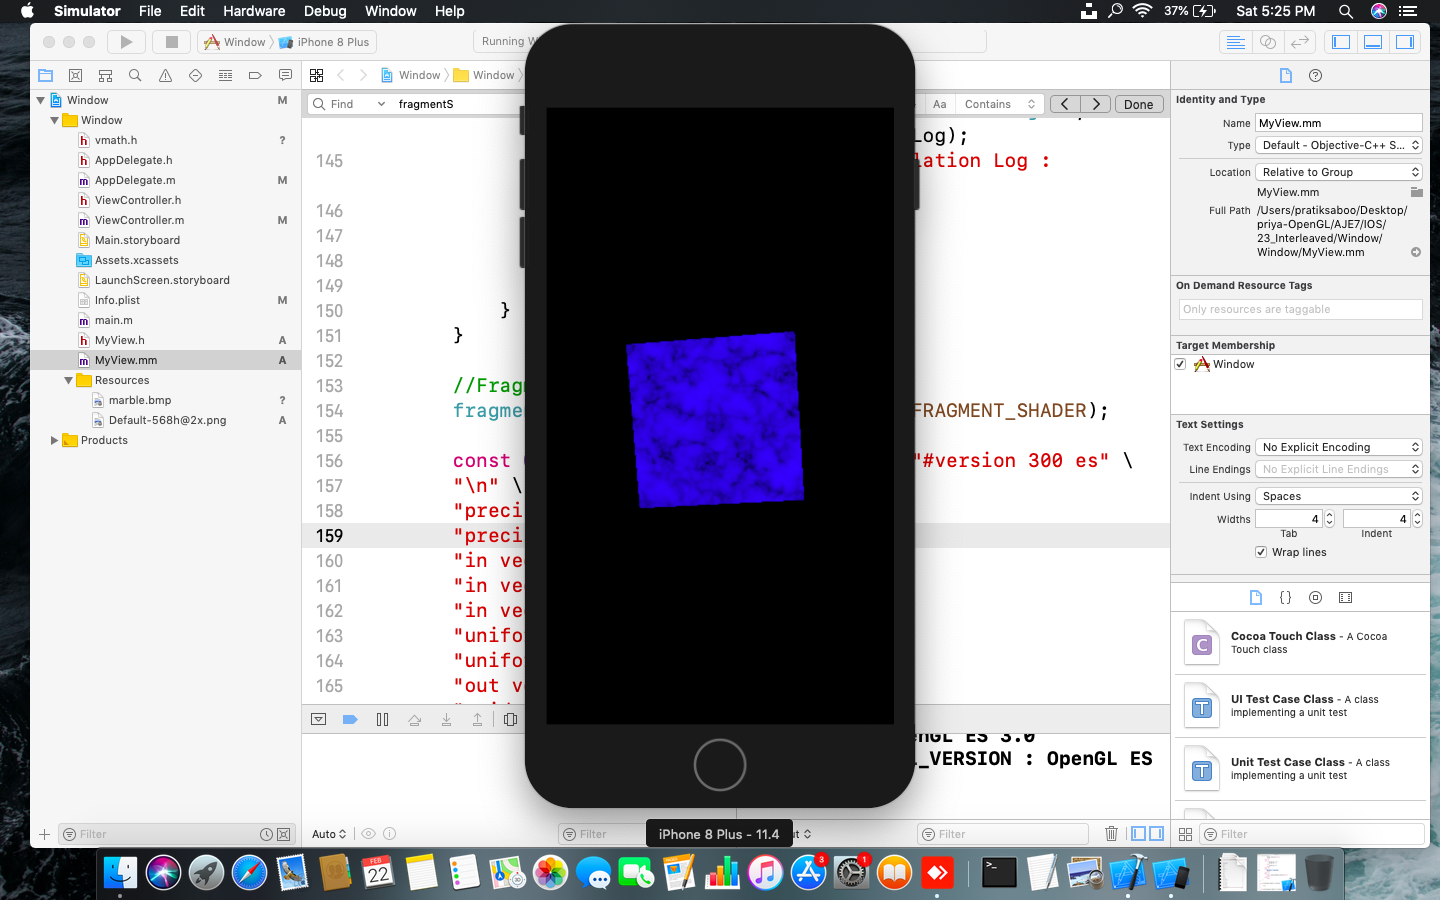 Simulator File Edit Hardware Debug Window Help
37% Sat 5:25 PM
Window iPhone 8 Plus
Running
Window Window
Window M
Window
vmath.h ?
AppDelegate.h
AppDelegate.m M
ViewController.h
ViewController.m M
Main.storyboard
Assets.xcassets
LaunchScreen.storyboard
Info.plist M
main.m
MyView.h A
MyView.mm A
Resources
marble.bmp ?
Default-568h@2x.png A
Products
Filter
Find fragmentS
Aa Contains Done
Log);
145 lation Log :
146
147
148
149
150 }
151 }
152
153 //Frag
154 fragme FRAGMENT_SHADER);
155
156 const "#version 300 es" \
157 "\n" \
158 "preci
159 "preci
160 "in ve
161 "in ve
162 "in ve
163 "unifo
164 "unifo
165 "out v
OpenGL ES 3.0
L_VERSION : OpenGL ES
Auto Filter
Filter
iPhone 8 Plus - 11.4
Identity and Type
Name MyView.mm
Type Default - Objective-C++ S...
Location Relative to Group
MyView.mm
Full Path /Users/pratiksaboo/Desktop/
priya-OpenGL/AJE7/IOS/
23_Interleaved/Window/
Window/MyView.mm
On Demand Resource Tags
Only resources are taggable
Target Membership
Window
Text Settings
Text Encoding No Explicit Encoding
Line Endings No Explicit Line Endings
Indent Using Spaces
Widths 4 4
Tab Indent
Wrap lines
{ }
C
Cocoa Touch Class - A Cocoa
Touch class
T
UI Test Case Class - A class
implementing a unit test
T
Unit Test Case Class - A class
implementing a unit test
Filter
FEB
22
3
1